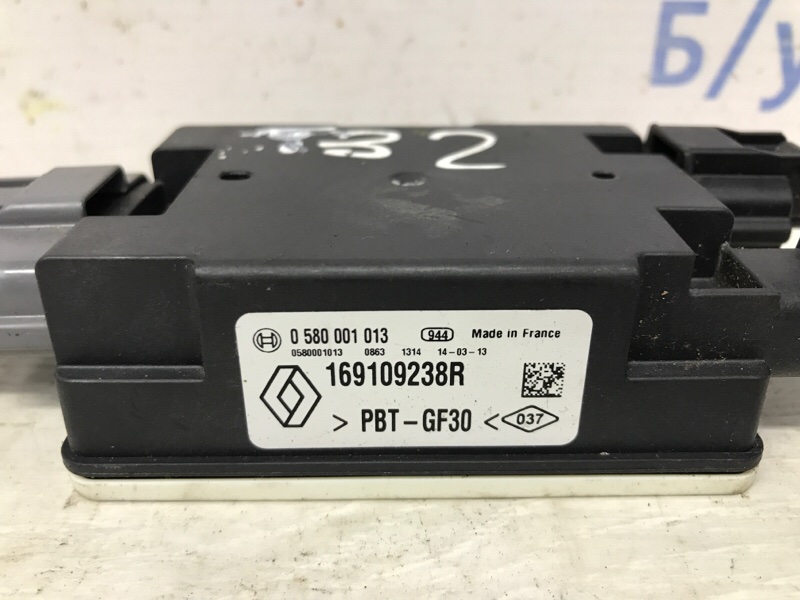 Б/у
32
0 580 001 013 944 Made in France
0580001013 0863 1314 14-03-13
169109238R
> PBT-GF30 < 037